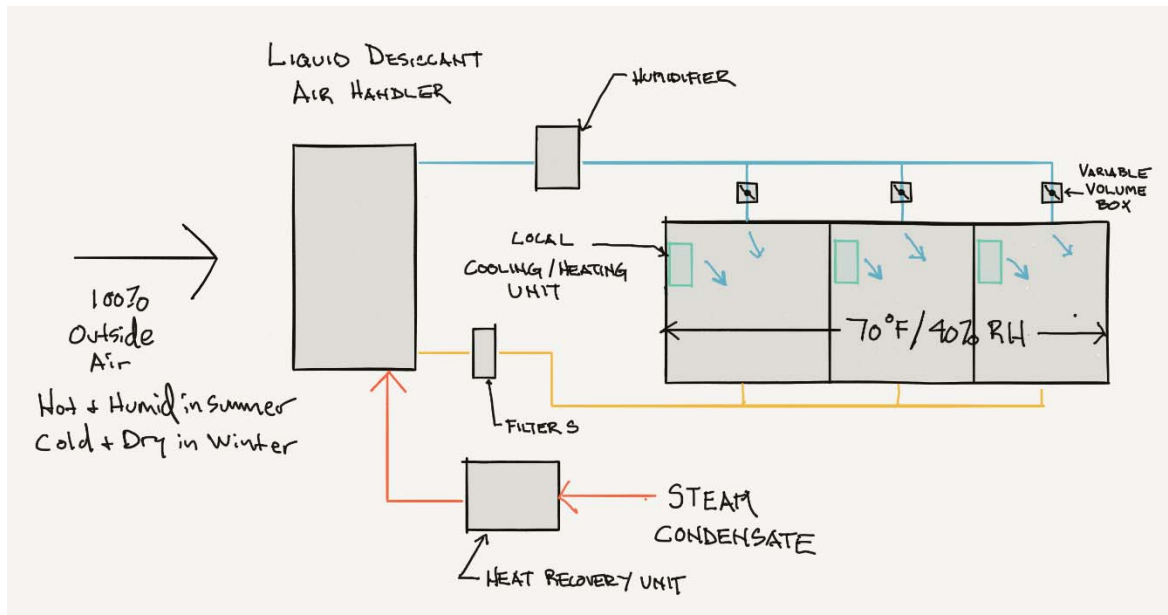 LIQUID DESICCANT
AIR HANDLER
HUMIDIFIER
VARIABLE
VOLUME
BOX
LOCAL
COOLING/HEATING
UNIT
100%
Outside
Air
Hot + Humid in Summer
Cold + Dry in Winter
70°F/40% RH
FILTERS
STEAM
CONDENSATE
HEAT RECOVERY UNIT